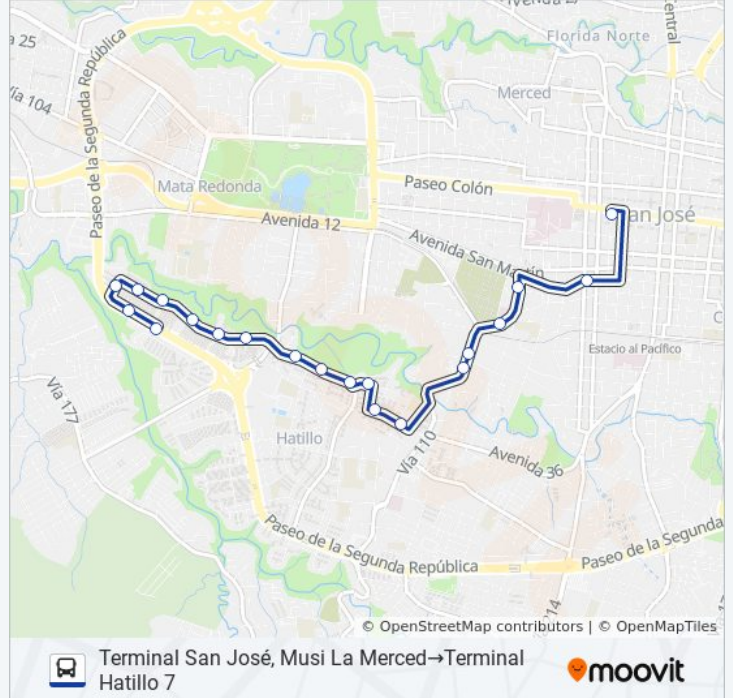 Avenida
Central
a 25
Florida Norte
Paseo de la Segunda República
Vía 104
Merced
Mata Redonda
Paseo Colón
Avenida 12
San José
Avenida San Martín
Estacio al Pacífico
Vía 177
Hatillo
Vía 110
Avenida 36
Paseo de la Segunda República
Paseo de la Segunda
214
© OpenStreetMap contributors | © OpenMapTiles
Terminal San José, Musi La Merced→Terminal
Hatillo 7
moovit